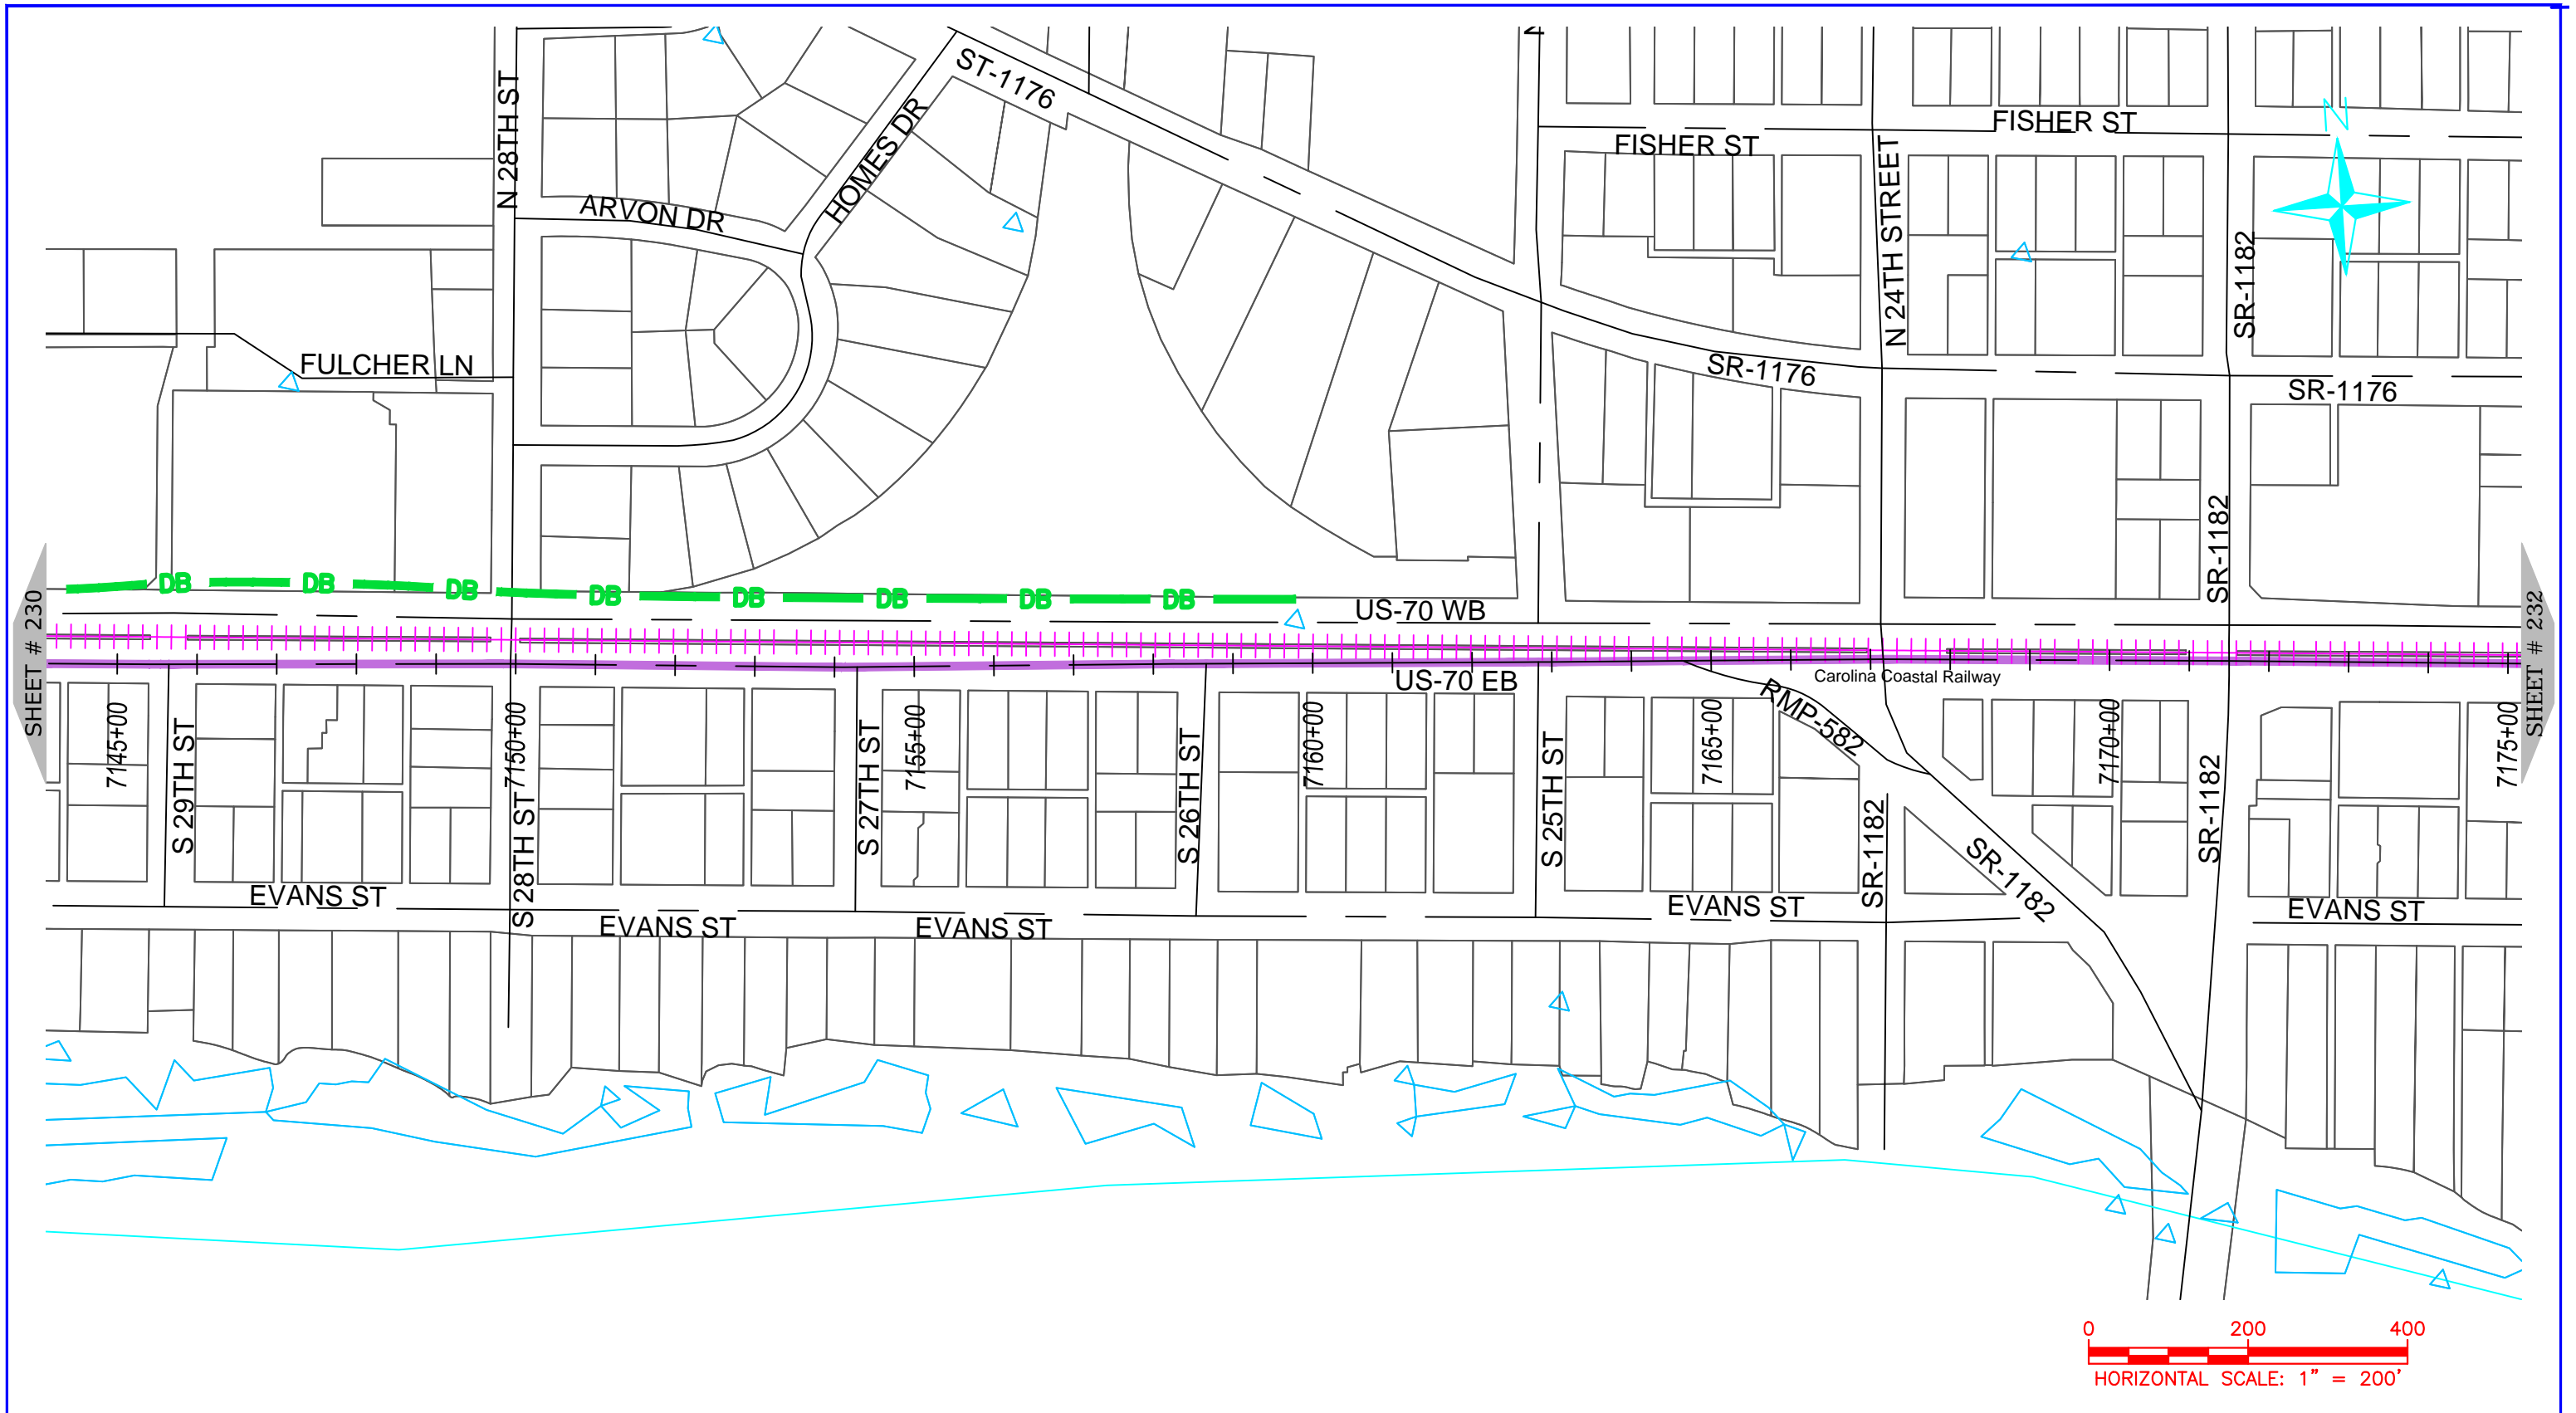 N 28TH ST
ST-1176
HOMES DR
ARVON DR
N
FISHER ST
FISHER ST
N 24TH STREET
SR-1182
N
FULCHER LN
SR-1176
SR-1176
SR-1182
DB DB DB DB DB DB DB DB
US-70 WB
SHEET # 230
SHEET # 232
US-70 EB
Carolina Coastal Railway
RMP-582
7145+00
7150+00
7155+00
7160+00
7165+00
7170+00
7175+00
S 29TH ST
S 28TH ST
S 27TH ST
S 26TH ST
S 25TH ST
SR-1182
SR-1182
SR-1182
EVANS ST
EVANS ST
EVANS ST
EVANS ST
EVANS ST
0 200 400
HORIZONTAL SCALE: 1" = 200'